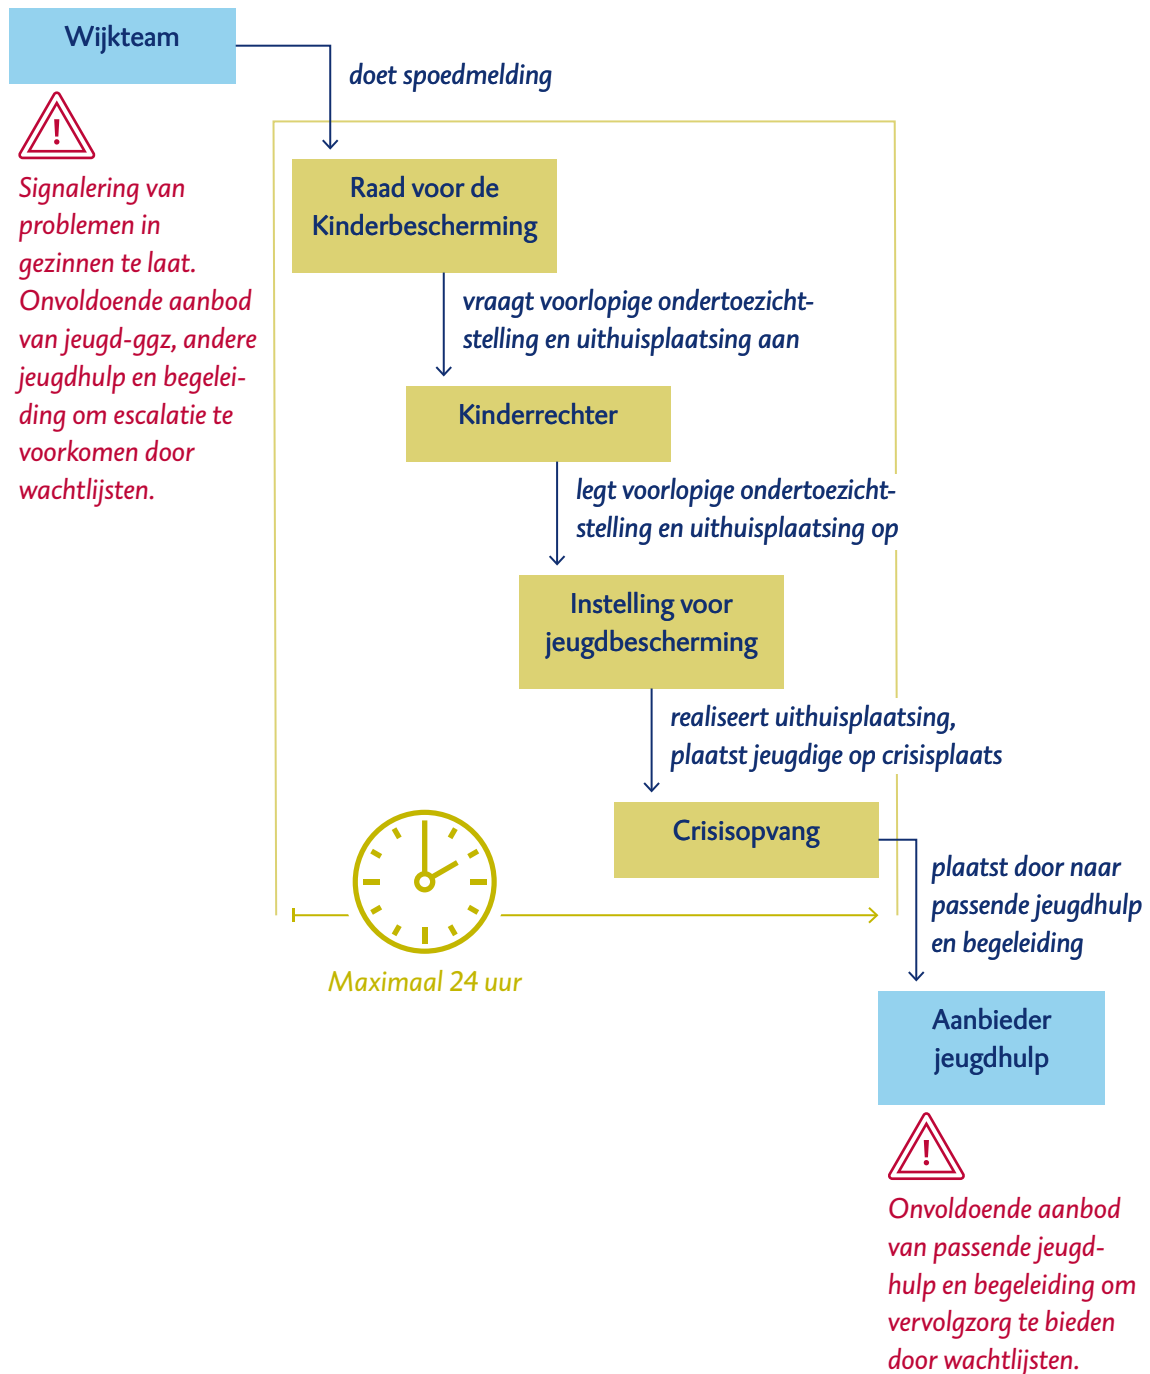 Wijkteam
doet spoedmelding
Signalering van
problemen in
gezinnen te laat.
Onvoldoende aanbod
van jeugd-ggz, andere
jeugdhulp en begelei-
ding om escalatie te
voorkomen door
wachtlijsten.
Raad voor de
Kinderbescherming
vraagt voorlopige ondertoezicht-
stelling en uithuisplaatsing aan
Kinderrechter
legt voorlopige ondertoezicht-
stelling en uithuisplaatsing op
Instelling voor
jeugdbescherming
realiseert uithuisplaatsing,
plaatst jeugdige op crisisplaats
Crisisopvang
plaatst door naar
passende jeugdhulp
en begeleiding
Maximaal 24 uur
Aanbieder
jeugdhulp
Onvoldoende aanbod
van passende jeugd-
hulp en begeleiding om
vervolgzorg te bieden
door wachtlijsten.